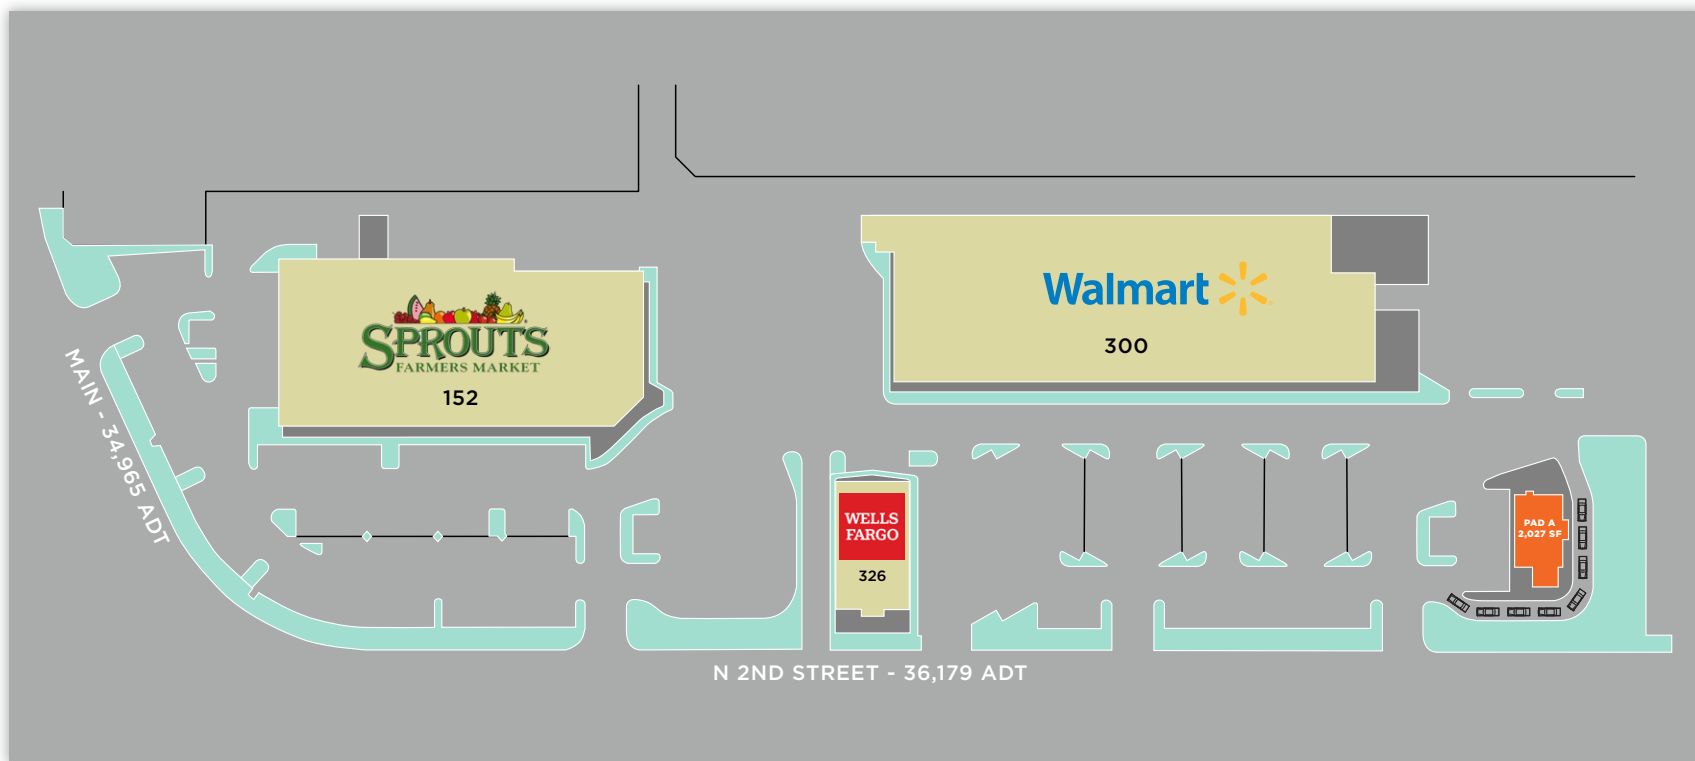 Walmart
300
SPROUTS
FARMERS MARKET
152
MAIN - 34,965 ADT
WELLS
FARGO
326
PAD A
2,027 SF
N 2ND STREET - 36,179 ADT